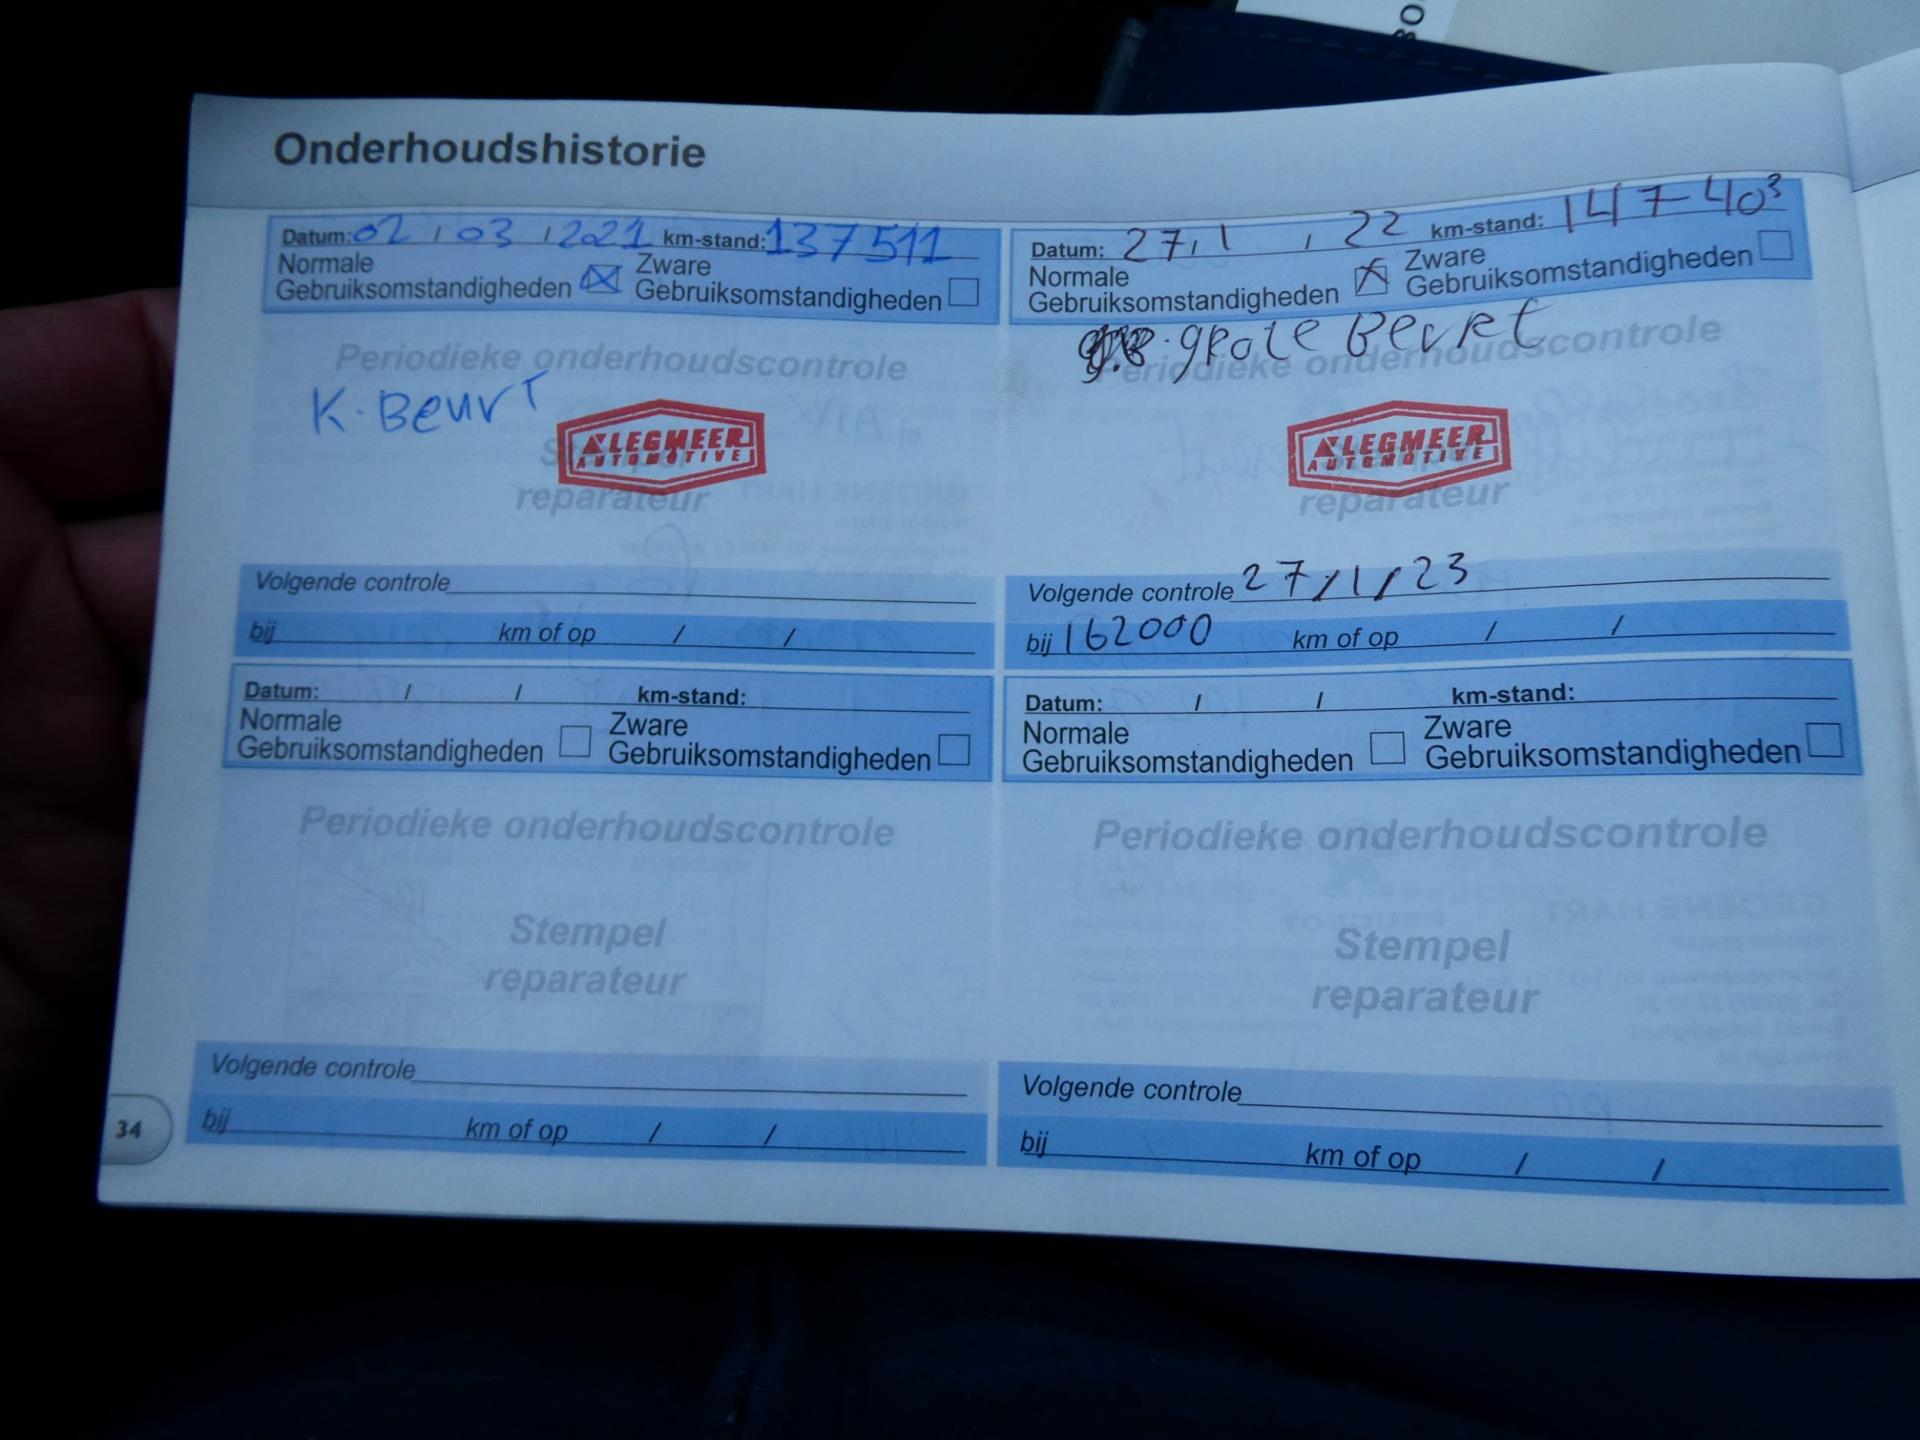 Onderhoudshistorie
Datum: 02 / 03 / 2021 km-stand: 137511
Normale Gebruiksomstandigheden ☒ Zware Gebruiksomstandigheden ☐
Periodieke onderhoudscontrole
K. Beurt
LEGMEER
AUTOMOTIVE
Stempel
reparateur
Volgende controle
bij km of op / /
Datum: 27 / 1 / 22 km-stand: 147403
Normale Gebruiksomstandigheden ☒ Zware Gebruiksomstandigheden ☐
grote Beurt
Periodieke onderhoudscontrole
LEGMEER
AUTOMOTIVE
reparateur
Volgende controle 27/1/23
bij 162000 km of op / /
Datum: / / km-stand:
Normale Gebruiksomstandigheden ☐ Zware Gebruiksomstandigheden ☐
Periodieke onderhoudscontrole
Stempel
reparateur
Volgende controle
bij km of op / /
Datum: / / km-stand:
Normale Gebruiksomstandigheden ☐ Zware Gebruiksomstandigheden ☐
Periodieke onderhoudscontrole
Stempel
reparateur
Volgende controle
bij km of op / /
34